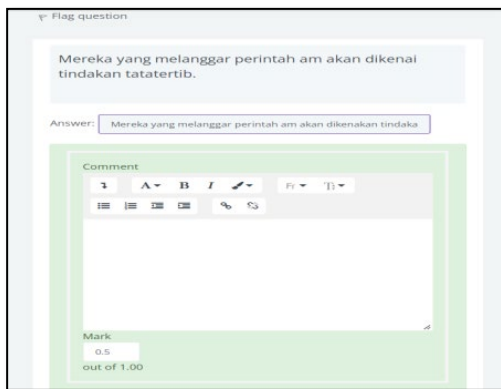 Flag question
Mereka yang melanggar perintah am akan dikenai
tindakan tatatertib.
Answer: Mereka yang melanggar perintah am akan dikenakan tindaka
Comment
A B I Fr T
Mark
0.5
out of 1.00